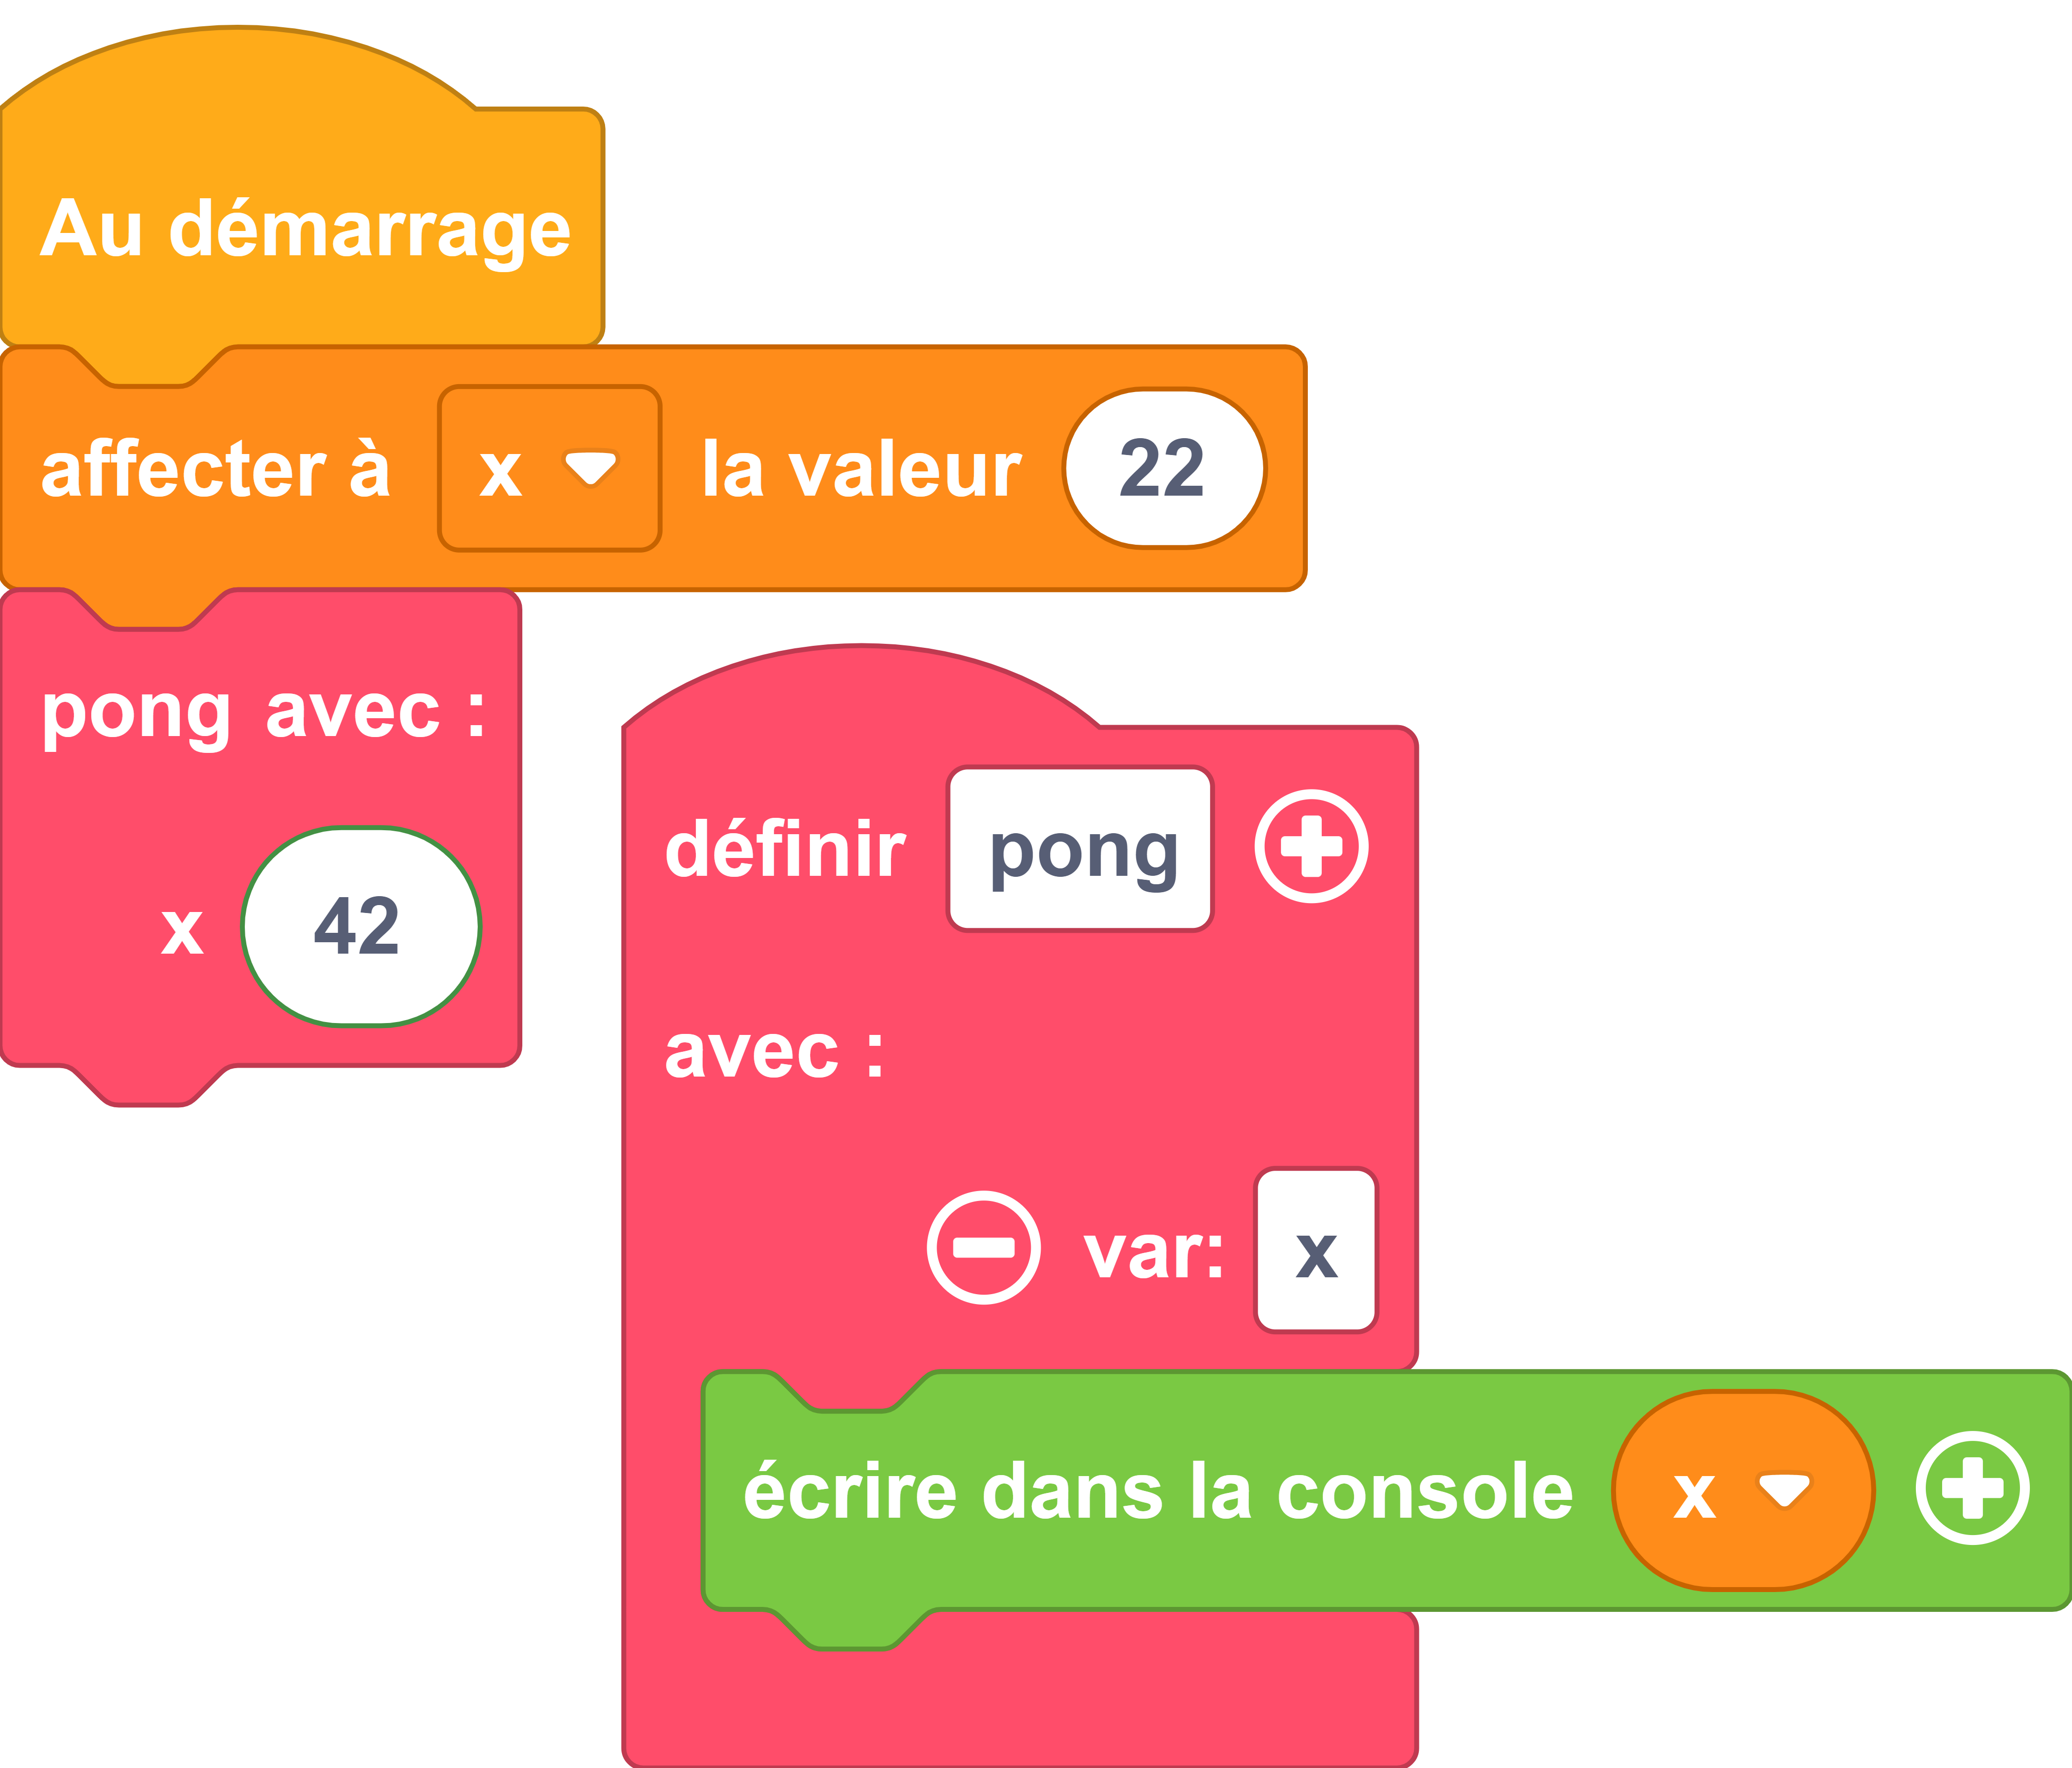 Au démarrage
affecter à x la valeur 22
pong avec :
x 42
définir pong
avec :
var: x
écrire dans la console x